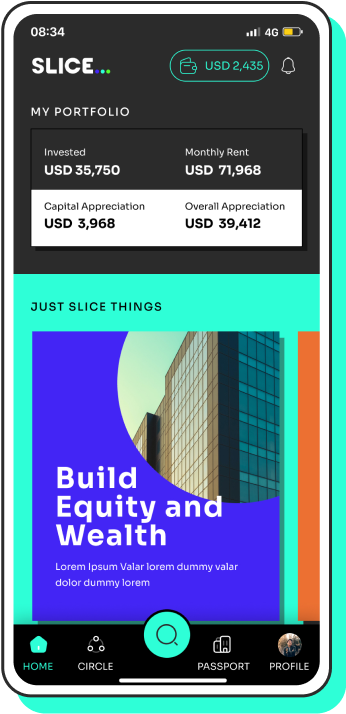 08:34 4G
SLICE... USD 2,435
MY PORTFOLIO
Invested Monthly Rent
USD 35,750 USD 71,968
Capital Appreciation Overall Appreciation
USD 3,968 USD 39,412
JUST SLICE THINGS
Build
Equity and
Wealth
Lorem Ipsum Valar lorem dummy valar
dolor dummy lorem
HOME CIRCLE PASSPORT PROFILE